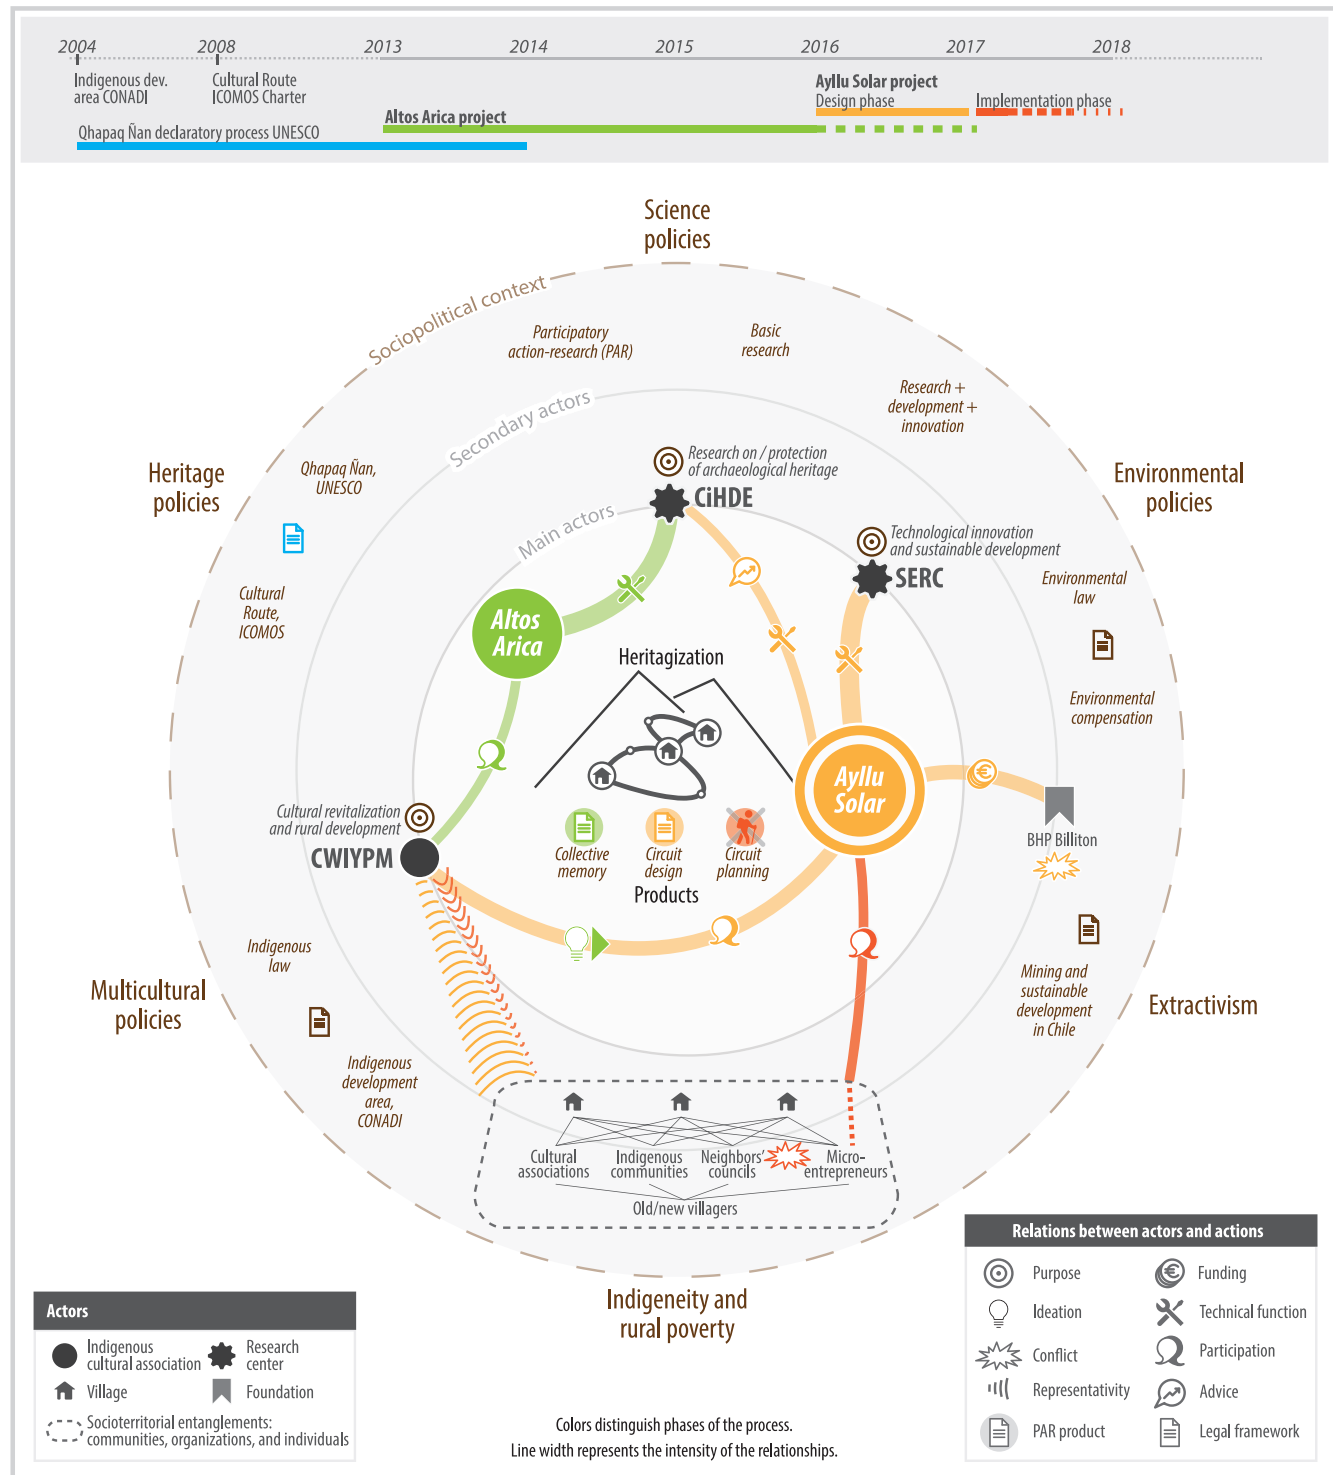 2004
2008
2013
2014
2015
2016
2017
2018
Indigenous dev.
area CONADI
Cultural Route
ICOMOS Charter
Ayllu Solar project
Design phase
Implementation phase
Altos Arica project
Qhapaq Ñan declaratory process UNESCO
Science
policies
Sociopolitical context
Participatory
action-research (PAR)
Basic
research
Research +
development +
innovation
Secondary actors
Heritage
policies
Qhapaq Ñan,
UNESCO
Research on / protection
of archaeological heritage
CiHDE
Environmental
policies
Main actors
Technological innovation
and sustainable development
SERC
Cultural
Route,
ICOMOS
Environmental
law
Altos
Arica
Heritagization
Environmental
compensation
Ayllu
Solar
Cultural revitalization
and rural development
CWIYPM
Collective
memory
Circuit
design
Circuit
planning
Products
BHP Billiton
Indigenous
law
Multicultural
policies
Mining and
sustainable
development
in Chile
Extractivism
Indigenous
development
area,
CONADI
Cultural
associations
Indigenous
communities
Neighbors'
councils
Micro-
entrepreneurs
Old/new villagers
Indigeneity and
rural poverty
Actors
Indigenous
cultural association
Research
center
Village
Foundation
Socioterritorial entanglements:
communities, organizations, and individuals
Colors distinguish phases of the process.
Line width represents the intensity of the relationships.
Relations between actors and actions
Purpose
Funding
Ideation
Technical function
Conflict
Participation
Representativity
Advice
PAR product
Legal framework